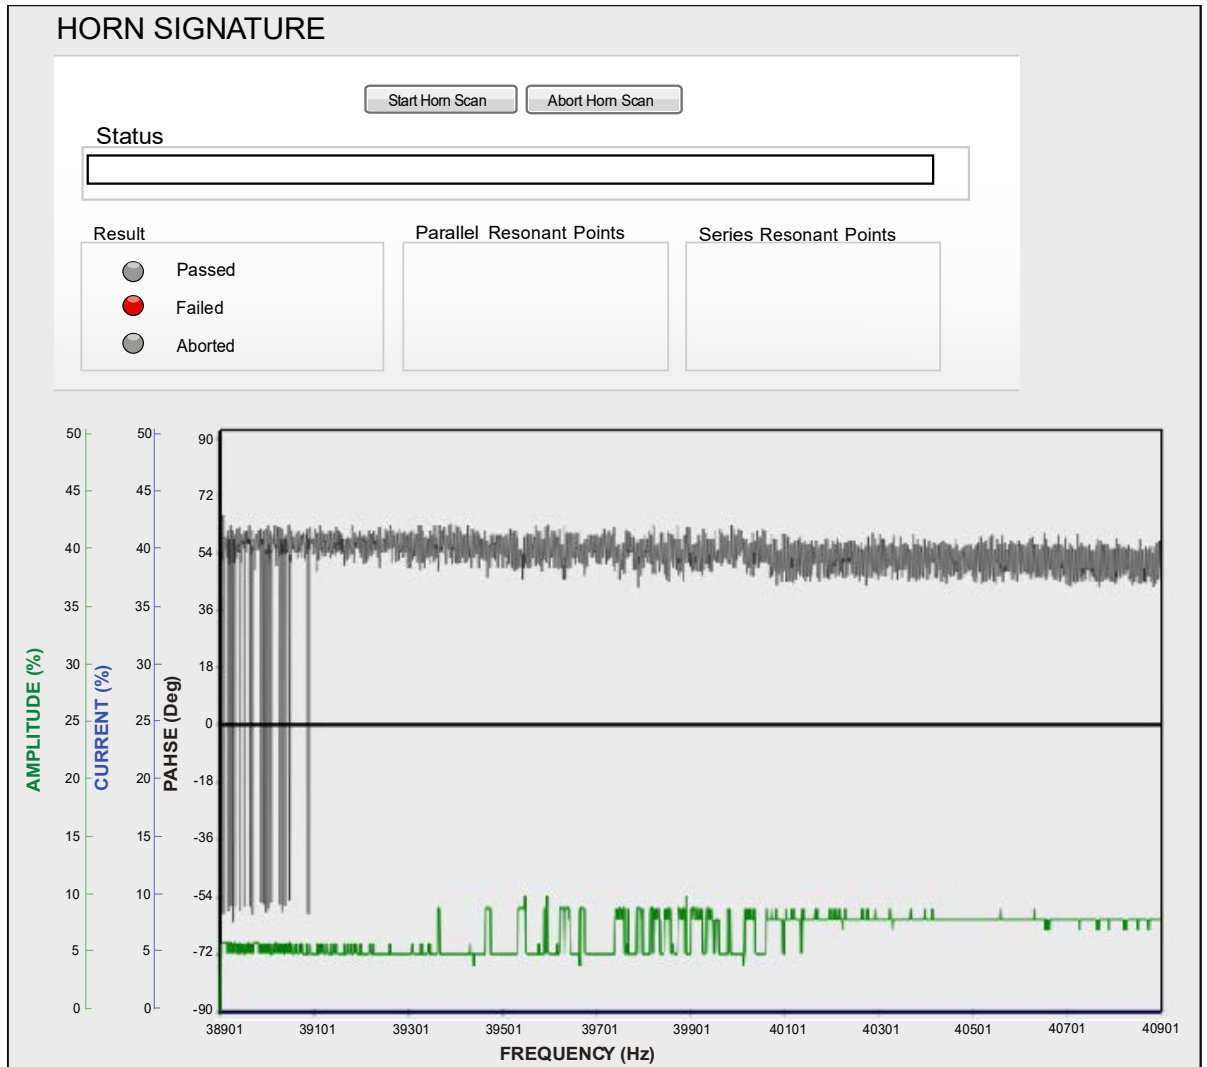 HORN SIGNATURE
Start Horn Scan Abort Horn Scan
Status
Result Parallel Resonant Points Series Resonant Points
Passed
Failed
Aborted
50 50 90
45 45 72
40 40 54
35 35 36
30 30 18
25 25 0
20 20 -18
15 15 -36
10 10 -54
5 5 -72
0 0 -90
AMPLITUDE (%)
CURRENT (%)
PAHSE (Deg)
38901 39101 39301 39501 39701 39901 40101 40301 40501 40701 40901
FREQUENCY (Hz)